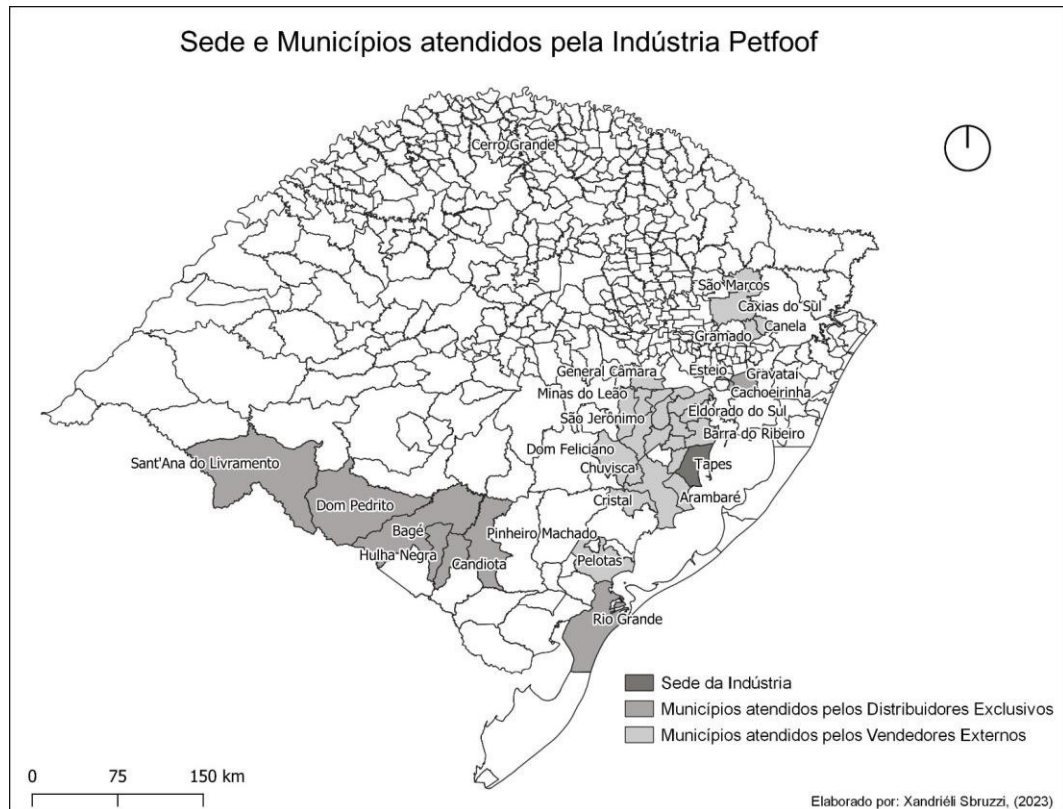 Sede e Municípios atendidos pela Indústria Petfoof
Cerro Grande
São Marcos
Caxias do Sul
Canela
Gramado
General Câmara
Esteio
Gravataí
Minas do Leão
Cachoeirinha
São Jerônimo
Eldorado do Sul
Barra do Ribeiro
Dom Feliciano
Chuvisca
Tapes
Sant'Ana do Livramento
Cristal
Arambaré
Dom Pedrito
Bagé
Pinheiro Machado
Hulha Negra
Candiota
Pelotas
Rio Grande
Sede da Indústria
Municípios atendidos pelos Distribuidores Exclusivos
Municípios atendidos pelos Vendedores Externos
0 75 150 km
Elaborado por: Xandriéli Sbruzzi, (2023)